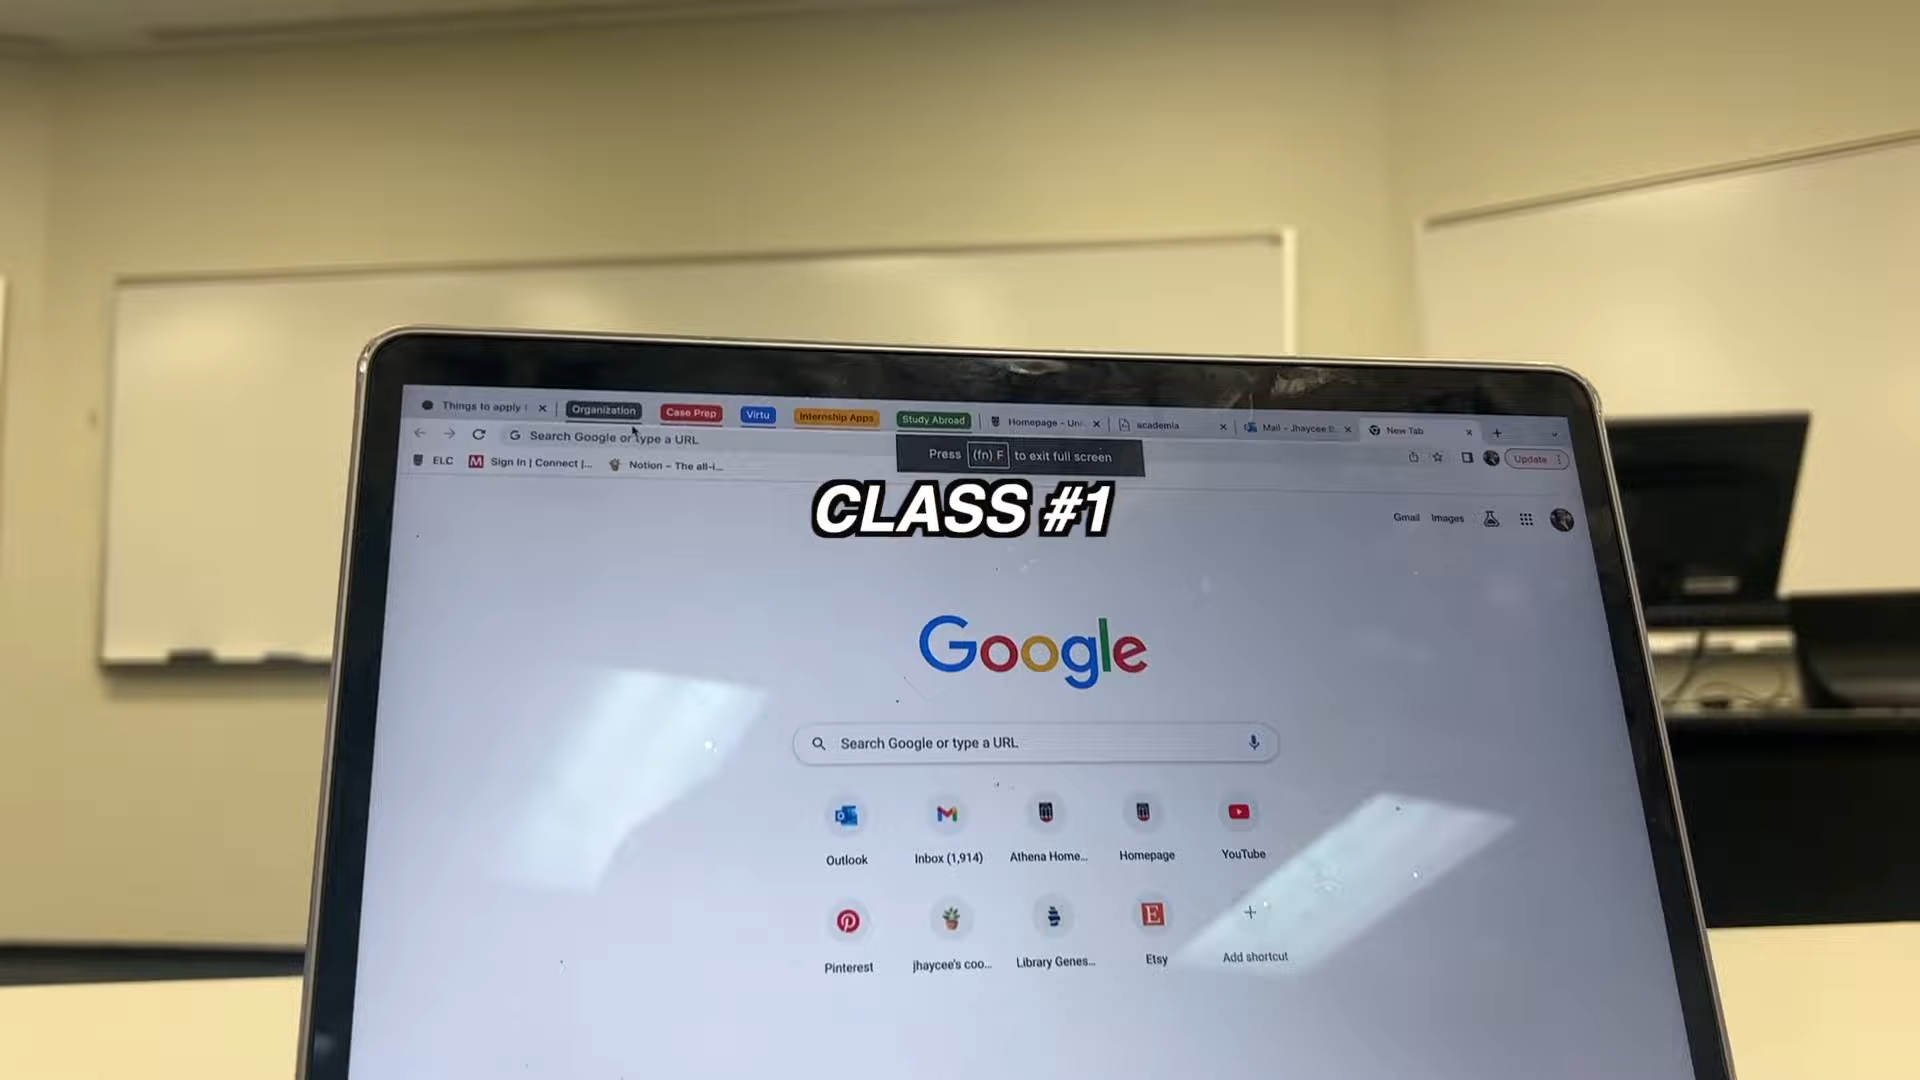 Things to apply
Organization
Case Prep
Virtu
Internship Apps
Study Abroad
Homepage - Uni
academia
Mail - Jhaycee
New Tab
Search Google or type a URL
Press (fn) F to exit full screen
Update
ELC
Sign In | Connect |...
Notion – The all-i...
CLASS #1
Gmail
Images
Google
Search Google or type a URL
Outlook
Inbox (1,914)
Athena Home...
Homepage
YouTube
Pinterest
jhaycee's coo...
Library Genes...
Etsy
Add shortcut